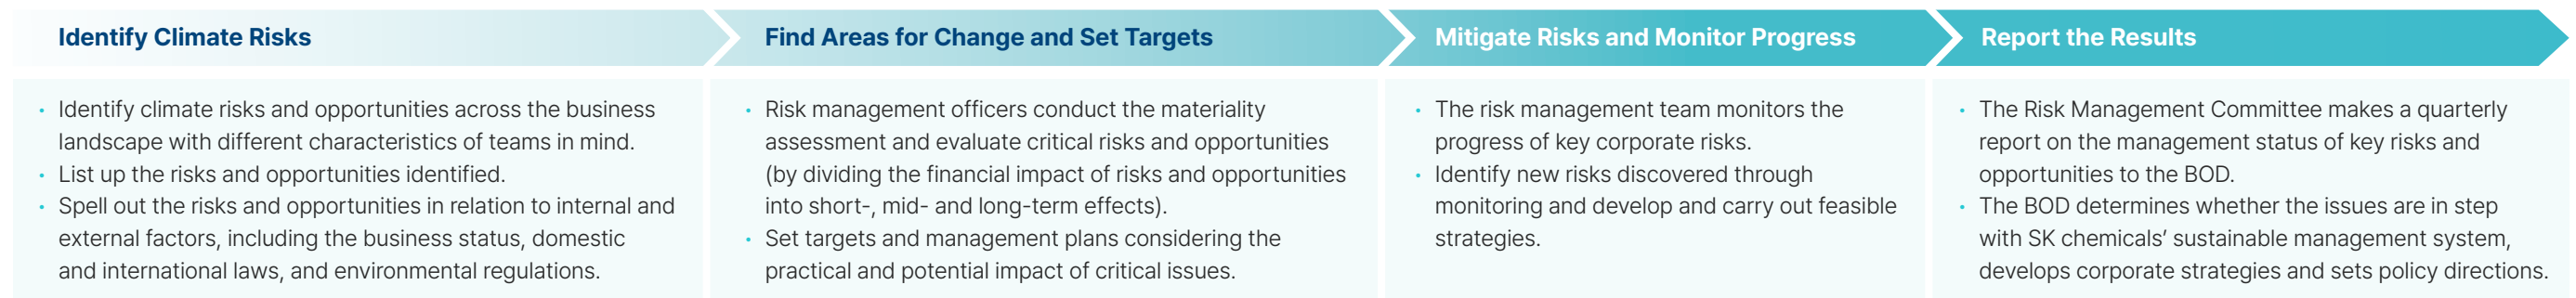 Identify Climate Risks
• Identify climate risks and opportunities across the business
landscape with different characteristics of teams in mind.
• List up the risks and opportunities identified.
• Spell out the risks and opportunities in relation to internal and
external factors, including the business status, domestic
and international laws, and environmental regulations.
Find Areas for Change and Set Targets
• Risk management officers conduct the materiality
assessment and evaluate critical risks and opportunities
(by dividing the financial impact of risks and opportunities
into short-, mid- and long-term effects).
• Set targets and management plans considering the
practical and potential impact of critical issues.
Mitigate Risks and Monitor Progress
• The risk management team monitors the
progress of key corporate risks.
• Identify new risks discovered through
monitoring and develop and carry out feasible
strategies.
Report the Results
• The Risk Management Committee makes a quarterly
report on the management status of key risks and
opportunities to the BOD.
• The BOD determines whether the issues are in step
with SK chemicals’ sustainable management system,
develops corporate strategies and sets policy directions.